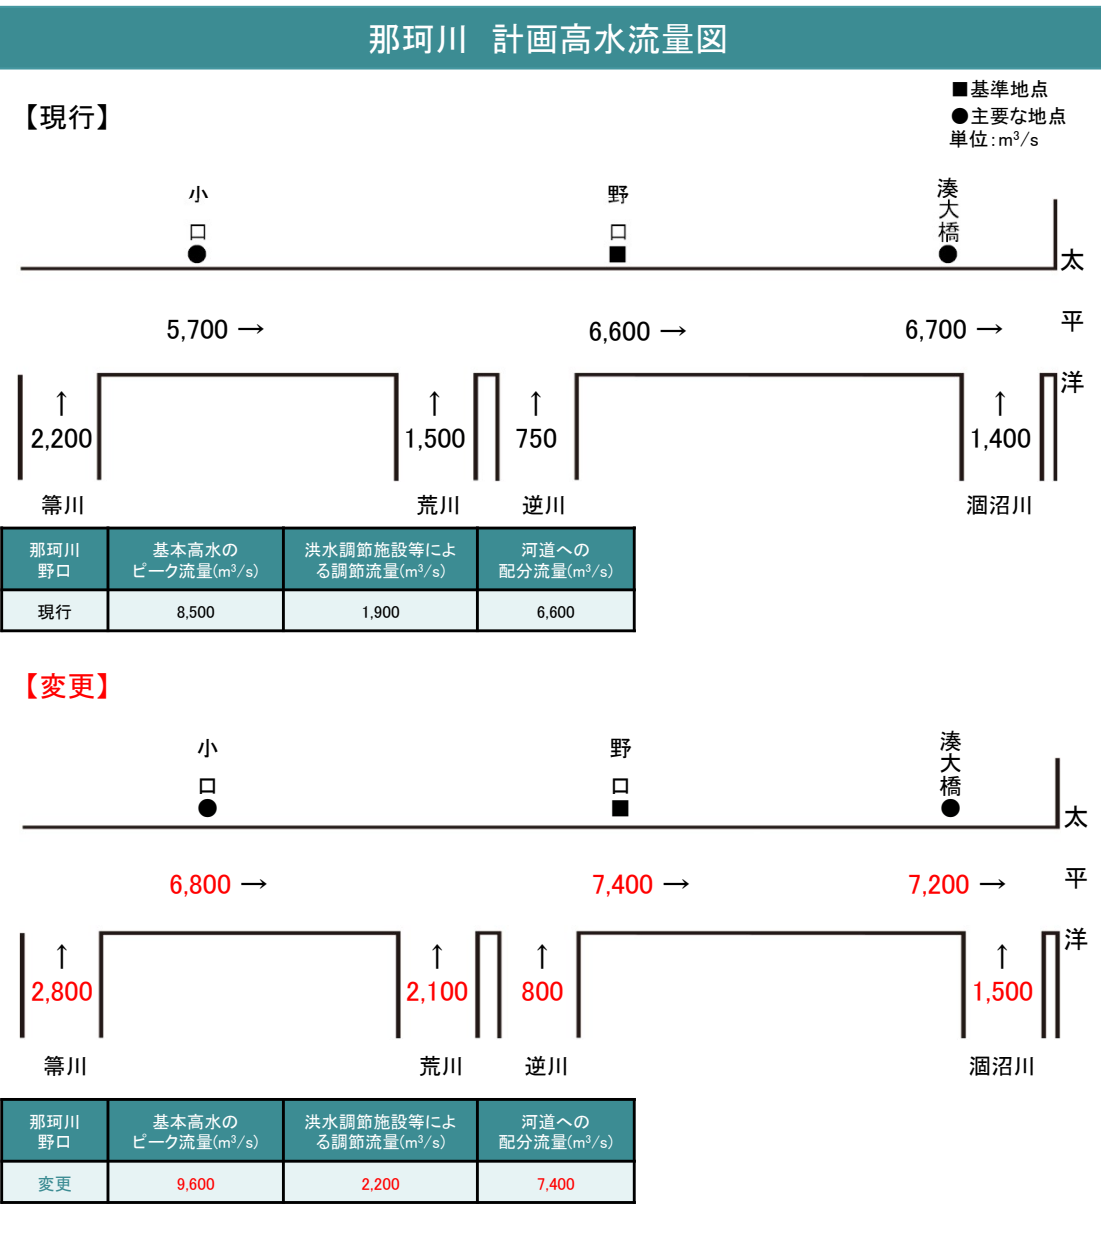 那珂川 計画高水流量図
■基準地点
●主要な地点
単位:m³/s
【現行】
小口
野口
湊大橋
太平洋
5,700 →
6,600 →
6,700 →
↑ ↑ ↑ ↑
2,200 1,500 750 1,400
箒川 荒川 逆川 涸沼川
那珂川
野口
基本高水の
ピーク流量(m³/s)
洪水調節施設等によ
る調節流量(m³/s)
河道への
配分流量(m³/s)
現行 8,500 1,900 6,600
【変更】
小口
野口
湊大橋
太平洋
6,800 →
7,400 →
7,200 →
↑ ↑ ↑ ↑
2,800 2,100 800 1,500
箒川 荒川 逆川 涸沼川
那珂川
野口
基本高水の
ピーク流量(m³/s)
洪水調節施設等によ
る調節流量(m³/s)
河道への
配分流量(m³/s)
変更 9,600 2,200 7,400